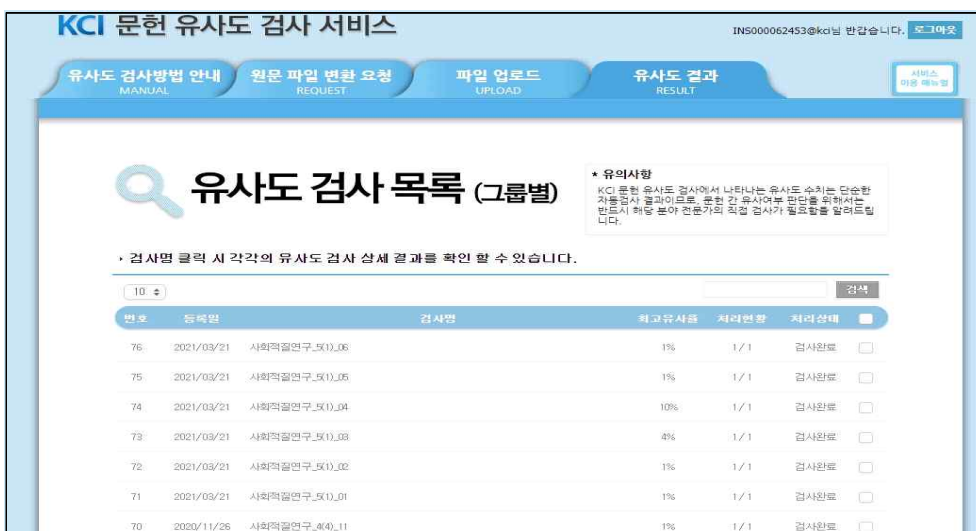 KCI 문헌 유사도 검사 서비스
INS000062453@kci님 반갑습니다. 로그아웃
유사도 검사방법 안내 원문 파일 변환 요청 파일 업로드 유사도 결과
MANUAL REQUEST UPLOAD RESULT
서비스
이용 매뉴얼
유사도 검사 목록 (그룹별)
* 유의사항
KCI 문헌 유사도 검사에서 나타나는 유사도 수치는 단순한
자동검사 결과이므로, 문헌 간 유사여부 판단을 위해서는
반드시 해당 분야 전문가의 직접 검사가 필요함을 알려드립
니다.
› 검사명 클릭 시 각각의 유사도 검사 상세 결과를 확인 할 수 있습니다.
10 검색
번호 등록일 검사명 최고유사율 처리현황 처리상태
76 2021/03/21 사회적질연구_5(1)_06 1% 1 / 1 검사완료
75 2021/03/21 사회적질연구_5(1)_05 1% 1 / 1 검사완료
74 2021/03/21 사회적질연구_5(1)_04 10% 1 / 1 검사완료
73 2021/03/21 사회적질연구_5(1)_03 4% 1 / 1 검사완료
72 2021/03/21 사회적질연구_5(1)_02 1% 1 / 1 검사완료
71 2021/03/21 사회적질연구_5(1)_01 1% 1 / 1 검사완료
70 2020/11/26 사회적질연구_4(4)_11 1% 1 / 1 검사완료